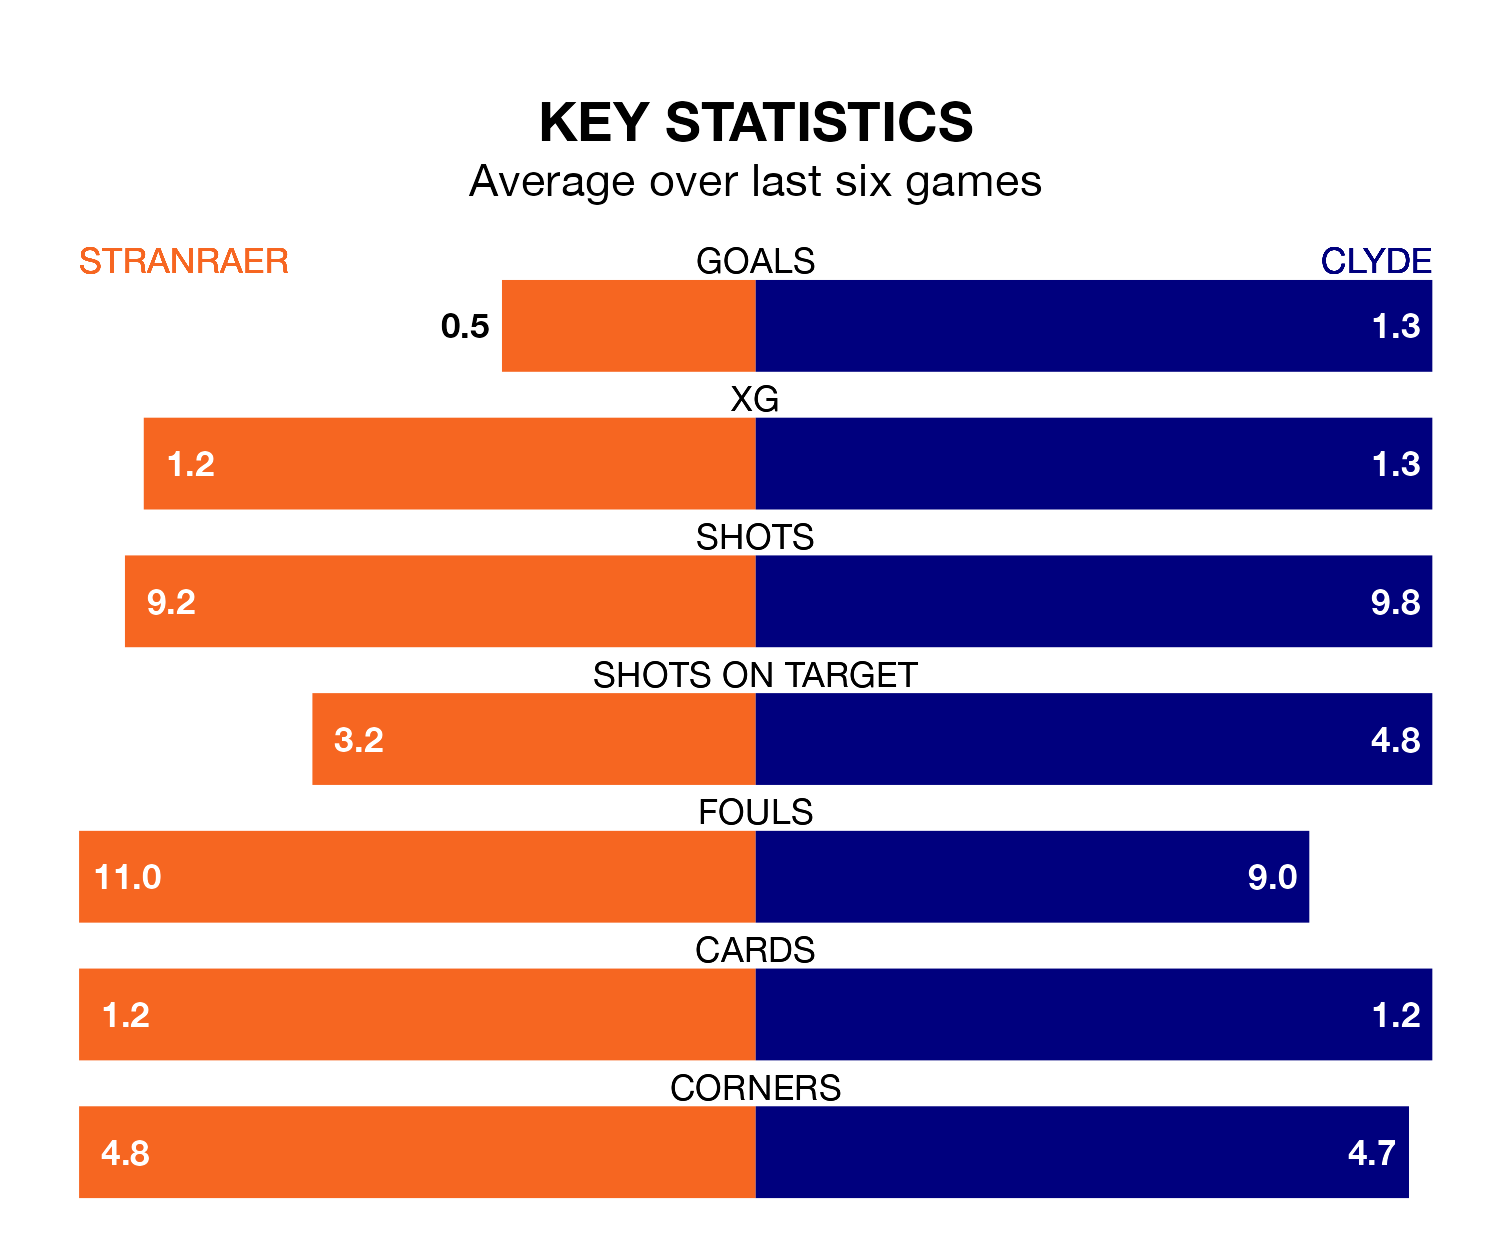 KEY STATISTICS
Average over last six games
STRANRAER GOALS CLYDE
0.5 1.3
XG
1.2 1.3
SHOTS
9.2 9.8
SHOTS ON TARGET
3.2 4.8
FOULS
11.0 9.0
CARDS
1.2 1.2
CORNERS
4.8 4.7